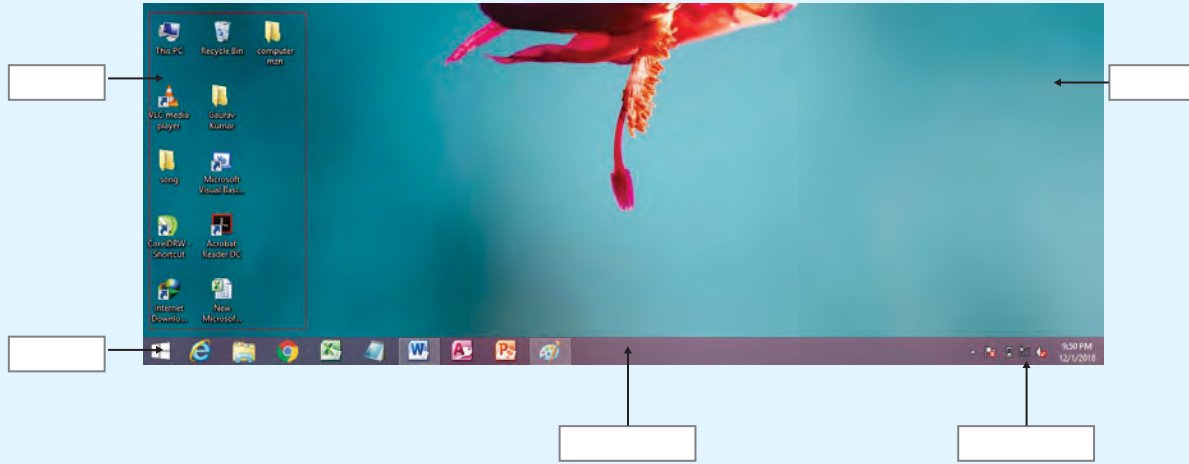 This PC
Recycle Bin
computer
mzn
VLC media
player
Gaurav
Kumar
song
Microsoft
Visual Basi...
CorelDRW -
Shortcut
Acrobat
Reader DC
Internet
Downlo...
New
Microsof...
9:50 PM
12/1/2018